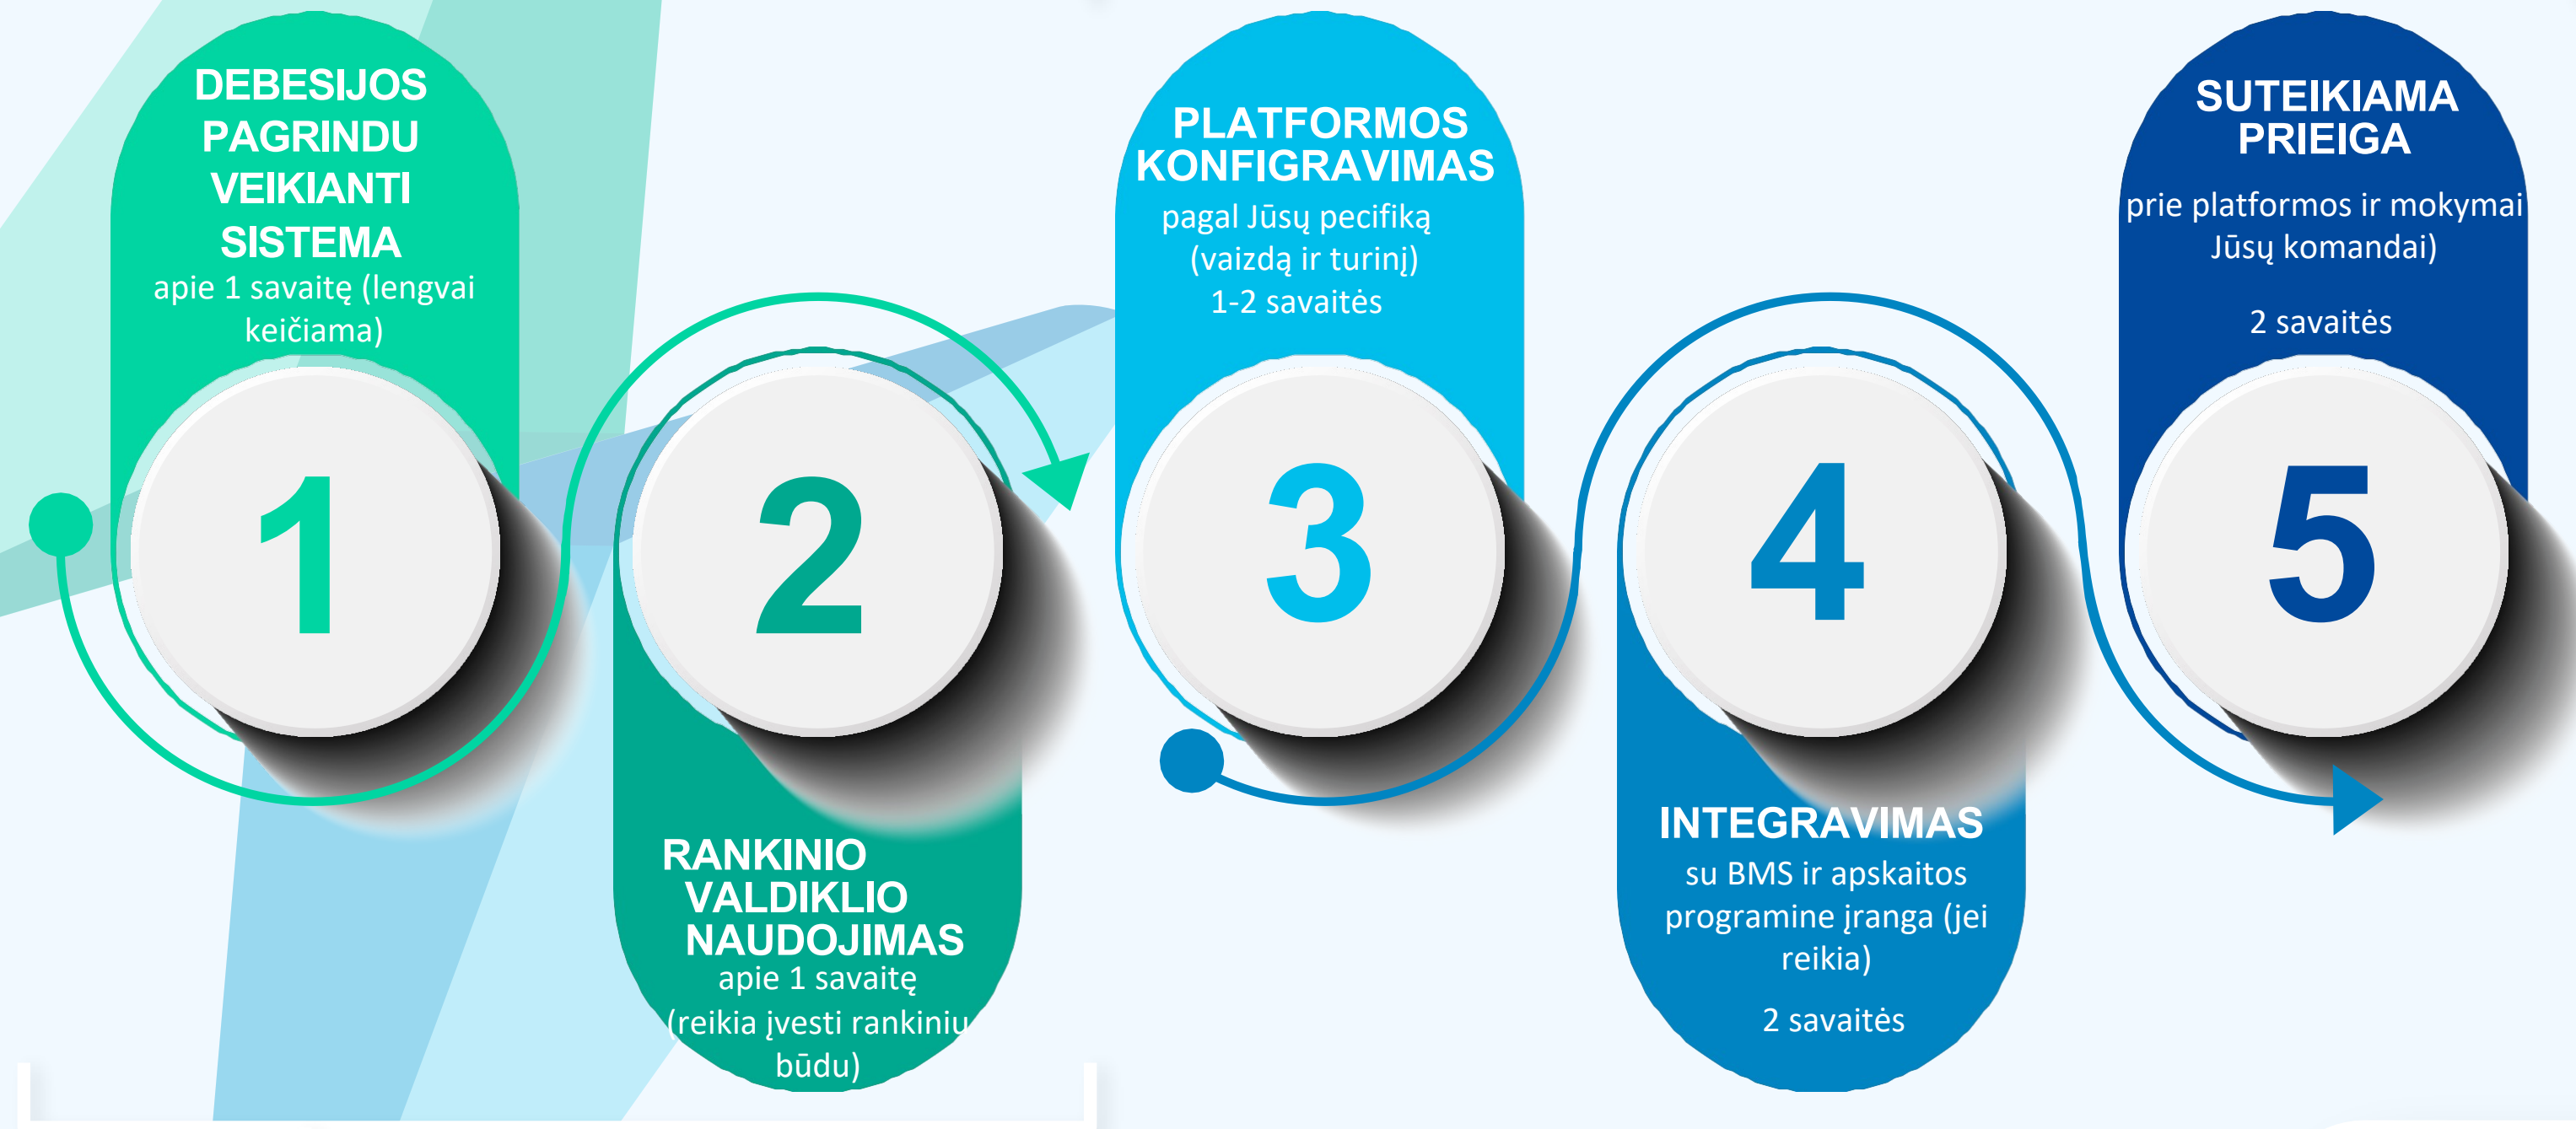 DEBESIJOS
PAGRINDU
VEIKIANTI
SISTEMA
apie 1 savaitę (lengvai
keičiama)
1
2
RANKINIO
VALDIKLIO
NAUDOJIMAS
apie 1 savaitę
(reikia įvesti rankiniu
būdu)
PLATFORMOS
KONFIGRAVIMAS
pagal Jūsų pecifiką
(vaizdą ir turinį)
1-2 savaitės
3
4
INTEGRAVIMAS
su BMS ir apskaitos
programine įranga (jei
reikia)
2 savaitės
SUTEIKIAMA
PRIEIGA
prie platformos ir mokymai
Jūsų komandai)
2 savaitės
5